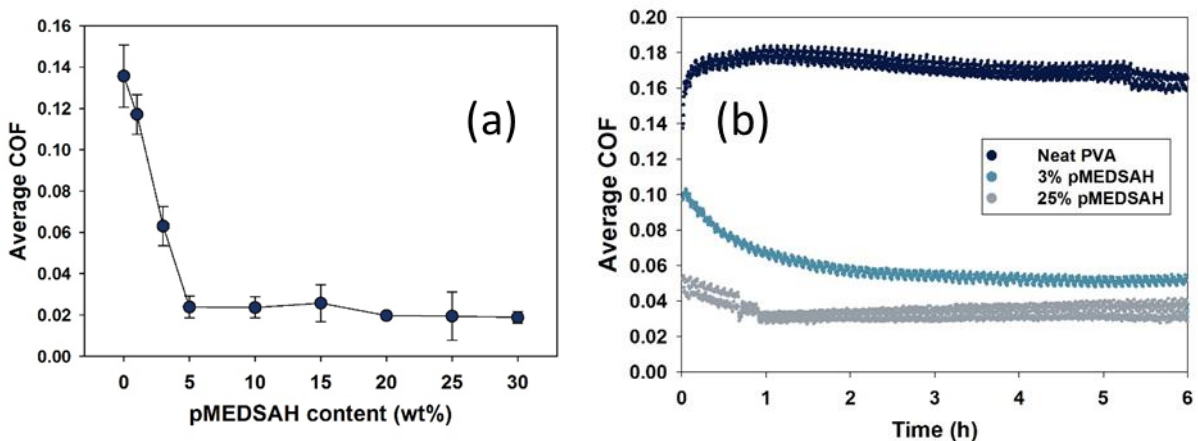 (a)
Average COF
0.16
0.14
0.12
0.10
0.08
0.06
0.04
0.02
0.00
0 5 10 15 20 25 30
pMEDSAH content (wt%)
(b)
Average COF
0.20
0.18
0.16
0.14
0.12
0.10
0.08
0.06
0.04
0.02
0.00
Neat PVA
3% pMEDSAH
25% pMEDSAH
0 1 2 3 4 5 6
Time (h)